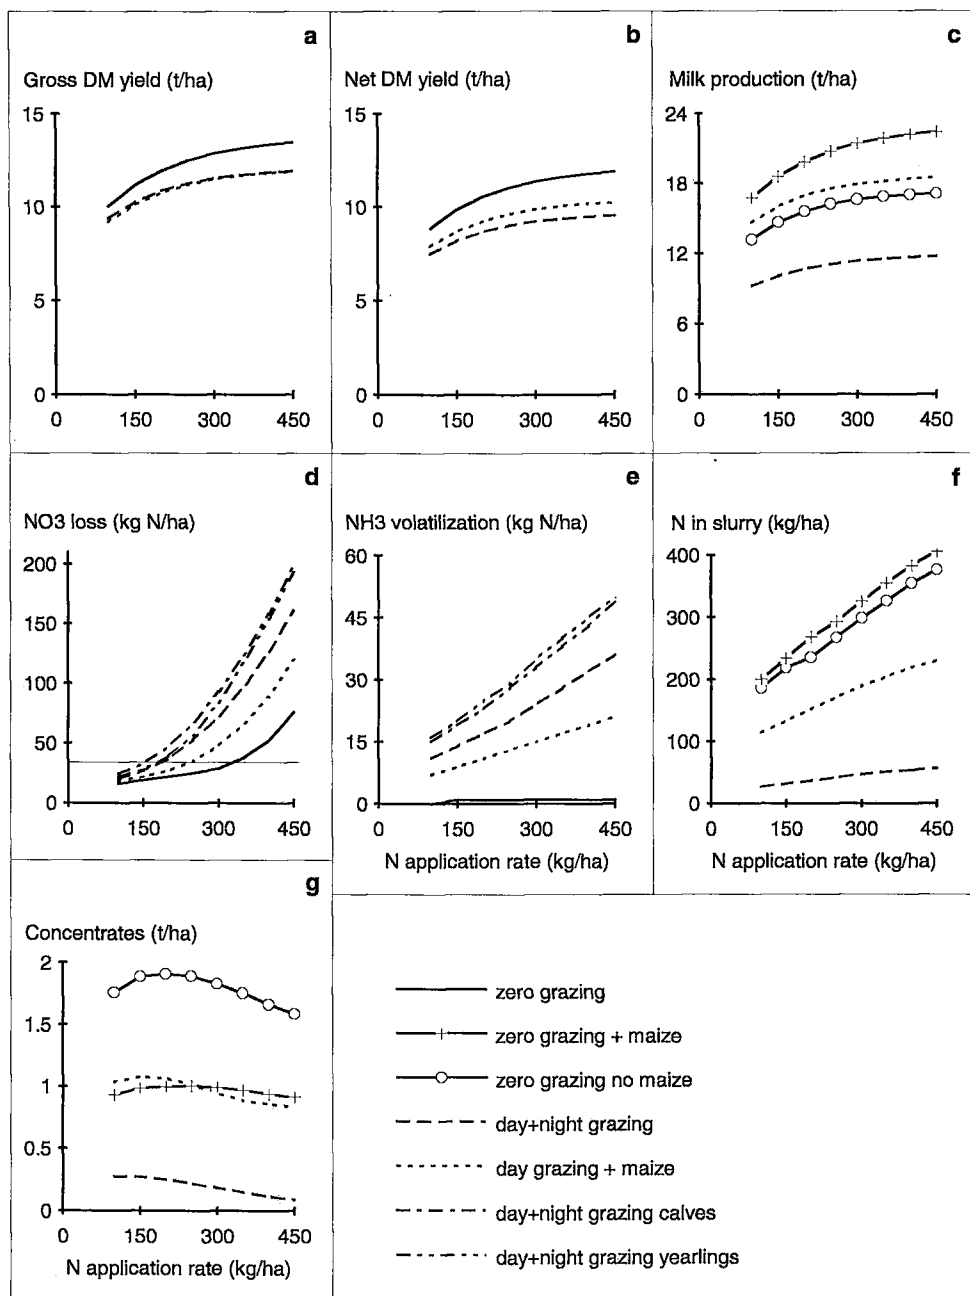 a
Gross DM yield (t/ha)
15
10
5
0
0 150 300 450
b
Net DM yield (t/ha)
15
10
5
0
0 150 300 450
c
Milk production (t/ha)
24
18
12
6
0
0 150 300 450
d
NO3 loss (kg N/ha)
200
150
100
50
0
0 150 300 450
e
NH3 volatilization (kg N/ha)
60
45
30
15
0
0 150 300 450
N application rate (kg/ha)
f
N in slurry (kg/ha)
400
300
200
100
0
0 150 300 450
N application rate (kg/ha)
g
Concentrates (t/ha)
2
1.5
1
0.5
0
0 150 300 450
N application rate (kg/ha)
zero grazing
zero grazing + maize
zero grazing no maize
day+night grazing
day grazing + maize
day+night grazing calves
day+night grazing yearlings